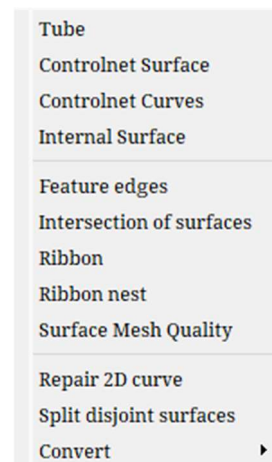 Tube
Controlnet Surface
Controlnet Curves
Internal Surface
Feature edges
Intersection of surfaces
Ribbon
Ribbon nest
Surface Mesh Quality
Repair 2D curve
Split disjoint surfaces
Convert